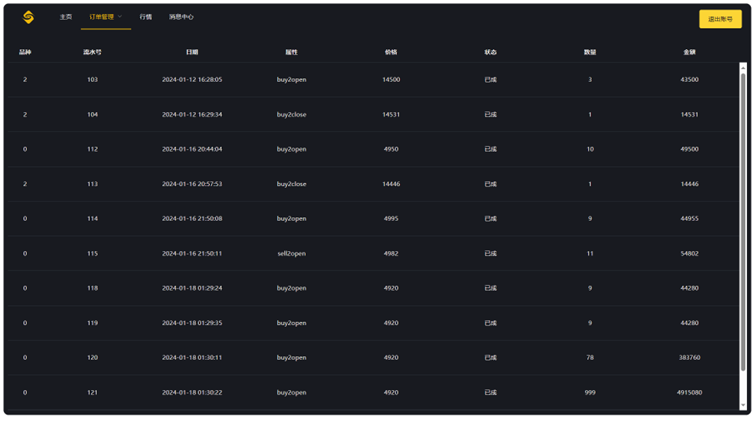 主页 订单管理 行情 消息中心 退出账号
品种 流水号 日期 属性 价格 状态 数量 金额
2 103 2024-01-12 16:28:05 buy2open 14500 已成 3 43500
2 104 2024-01-12 16:29:34 buy2close 14531 已成 1 14531
0 112 2024-01-16 20:44:04 buy2open 4950 已成 10 49500
2 113 2024-01-16 20:57:53 buy2close 14446 已成 1 14446
0 114 2024-01-16 21:50:08 buy2open 4995 已成 9 44955
0 115 2024-01-16 21:50:11 sell2open 4982 已成 11 54802
0 118 2024-01-18 01:29:24 buy2open 4920 已成 9 44280
0 119 2024-01-18 01:29:35 buy2open 4920 已成 9 44280
0 120 2024-01-18 01:30:11 buy2open 4920 已成 78 383760
0 121 2024-01-18 01:30:22 buy2open 4920 已成 999 4915080